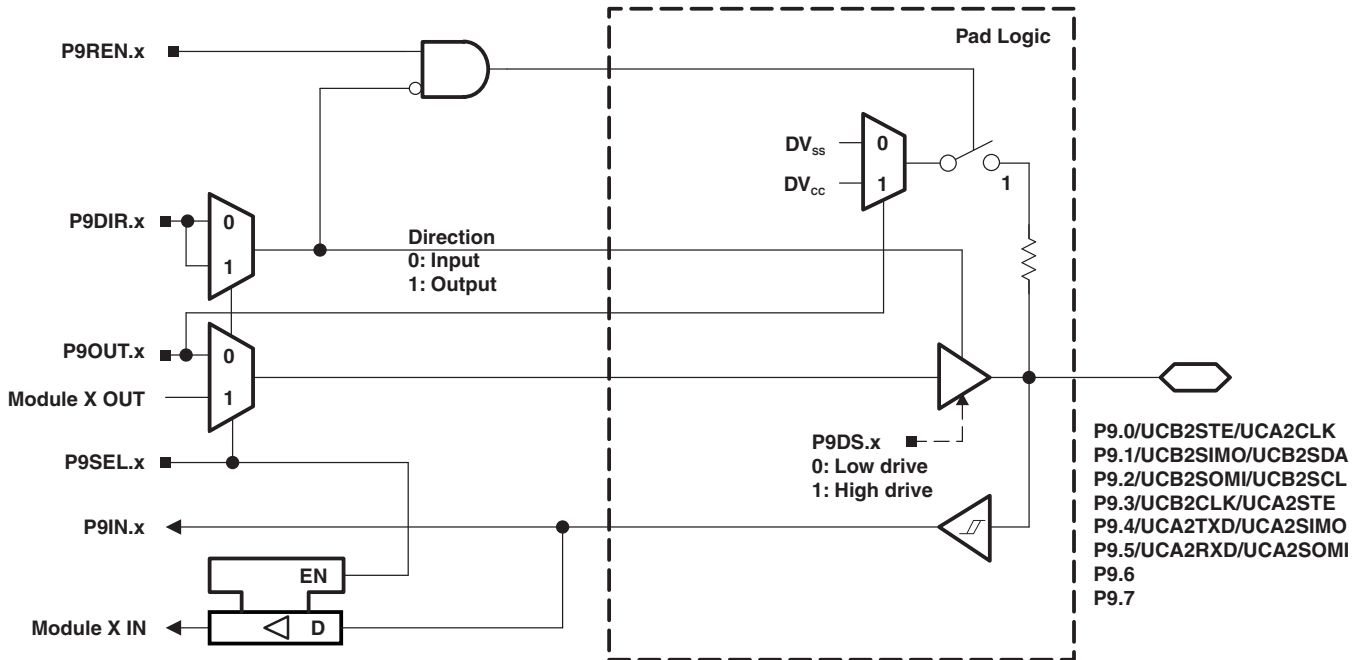 Pad Logic
P9REN.x
DVSS
0
DVCC
1
1
P9DIR.x
0
1
Direction
0: Input
1: Output
P9OUT.x
0
Module X OUT
1
P9DS.x
0: Low drive
1: High drive
P9SEL.x
P9.0/UCB2STE/UCA2CLK
P9.1/UCB2SIMO/UCB2SDA
P9.2/UCB2SOMI/UCB2SCL
P9.3/UCB2CLK/UCA2STE
P9.4/UCA2TXD/UCA2SIMO
P9.5/UCA2RXD/UCA2SOMI
P9.6
P9.7
P9IN.x
EN
Module X IN
D